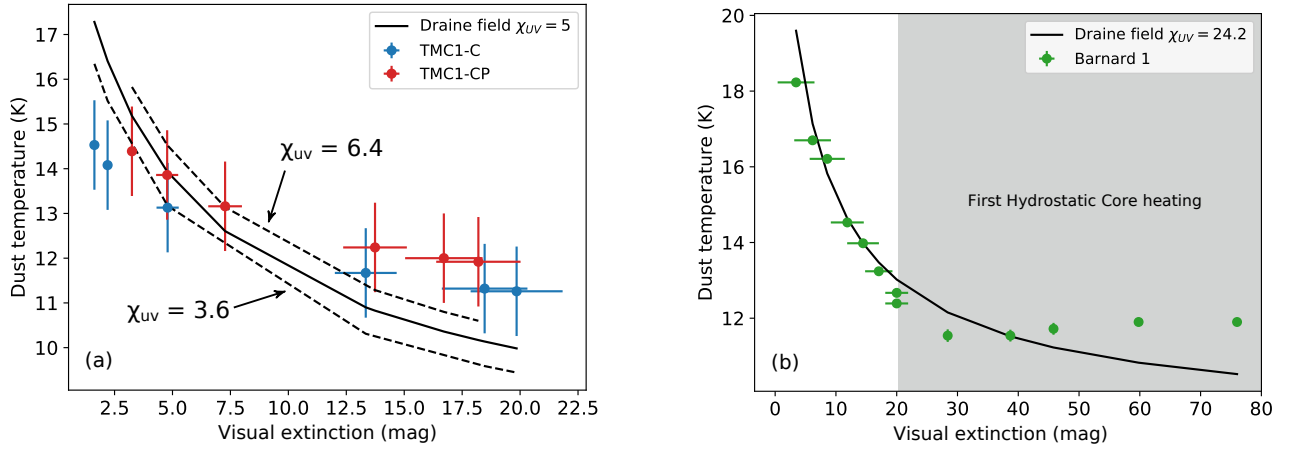 17
16
15
14
13
12
11
10
Dust temperature (K)
2.5 5.0 7.5 10.0 12.5 15.0 17.5 20.0 22.5
Visual extinction (mag)
Draine field χUV = 5
TMC1-C
TMC1-CP
χuv = 6.4
χuv = 3.6
(a)
20
18
16
14
12
Dust temperature (K)
0 10 20 30 40 50 60 70 80
Visual extinction (mag)
Draine field χUV = 24.2
Barnard 1
First Hydrostatic Core heating
(b)